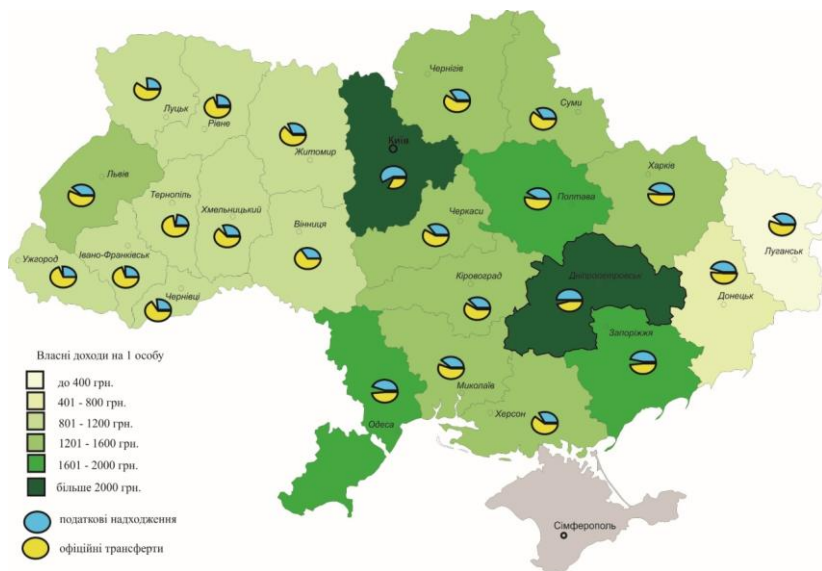 Чернігів
Суми
Луцьк
Рівне
Київ
Житомир
Львів
Харків
Тернопіль
Хмельницький
Полтава
Вінниця
Черкаси
Луганськ
Ужгород
Івано-Франківськ
Чернівці
Кіровоград
Дніпропетровськ
Донецьк
Запоріжжя
Миколаїв
Херсон
Одеса
Сімферополь
Власні доходи на 1 особу
до 400 грн.
401 - 800 грн.
801 - 1200 грн.
1201 - 1600 грн.
1601 - 2000 грн.
більше 2000 грн.
податкові надходження
офіційні трансферти